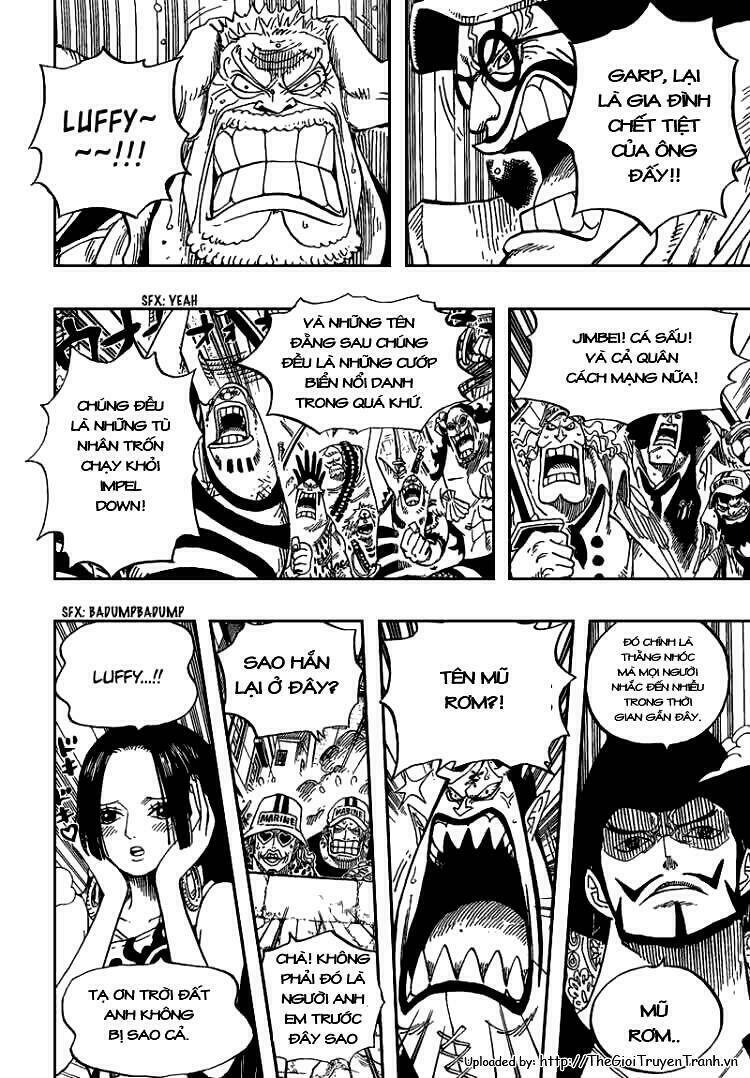 LUFFY~
~~!!!
GARP, LẠI
LÀ GIA ĐÌNH
CHẾT TIỆT
CỦA ÔNG
ĐẤY!!
SFX: YEAH
CHÚNG ĐỀU
LÀ NHỮNG TÙ
NHÂN TRỐN
CHẠY KHỎI
IMPEL
DOWN!
VÀ NHỮNG TÊN
ĐẰNG SAU CHÚNG
ĐỀU LÀ NHỮNG CƯỚP
BIỂN NỔI DANH
TRONG QUÁ KHỨ.
JIMBEI! CÁ SẤU!
VÀ CẢ QUÂN
CÁCH MẠNG NỮA!
SFX: BADUMPBADUMP
LUFFY...!!
TẠ ƠN TRỜI ĐẤT
ANH KHÔNG
BỊ SAO CẢ.
SAO HẮN
LẠI Ở ĐÂY?
MARINE
MARINE
CHÀ! KHÔNG
PHẢI ĐÓ LÀ
NGƯỜI ANH
EM TRƯỚC
ĐÂY SAO
TÊN MŨ
RƠM?!
ĐÓ CHÍNH LÀ
THẰNG NHÓC
MÀ MỌI NGƯỜI
NHẮC ĐẾN NHIỀU
TRONG THỜI
GIAN GẦN ĐÂY.
MŨ
RƠM..
Uploaded by: http://TheGioiTruyenTranh.vn